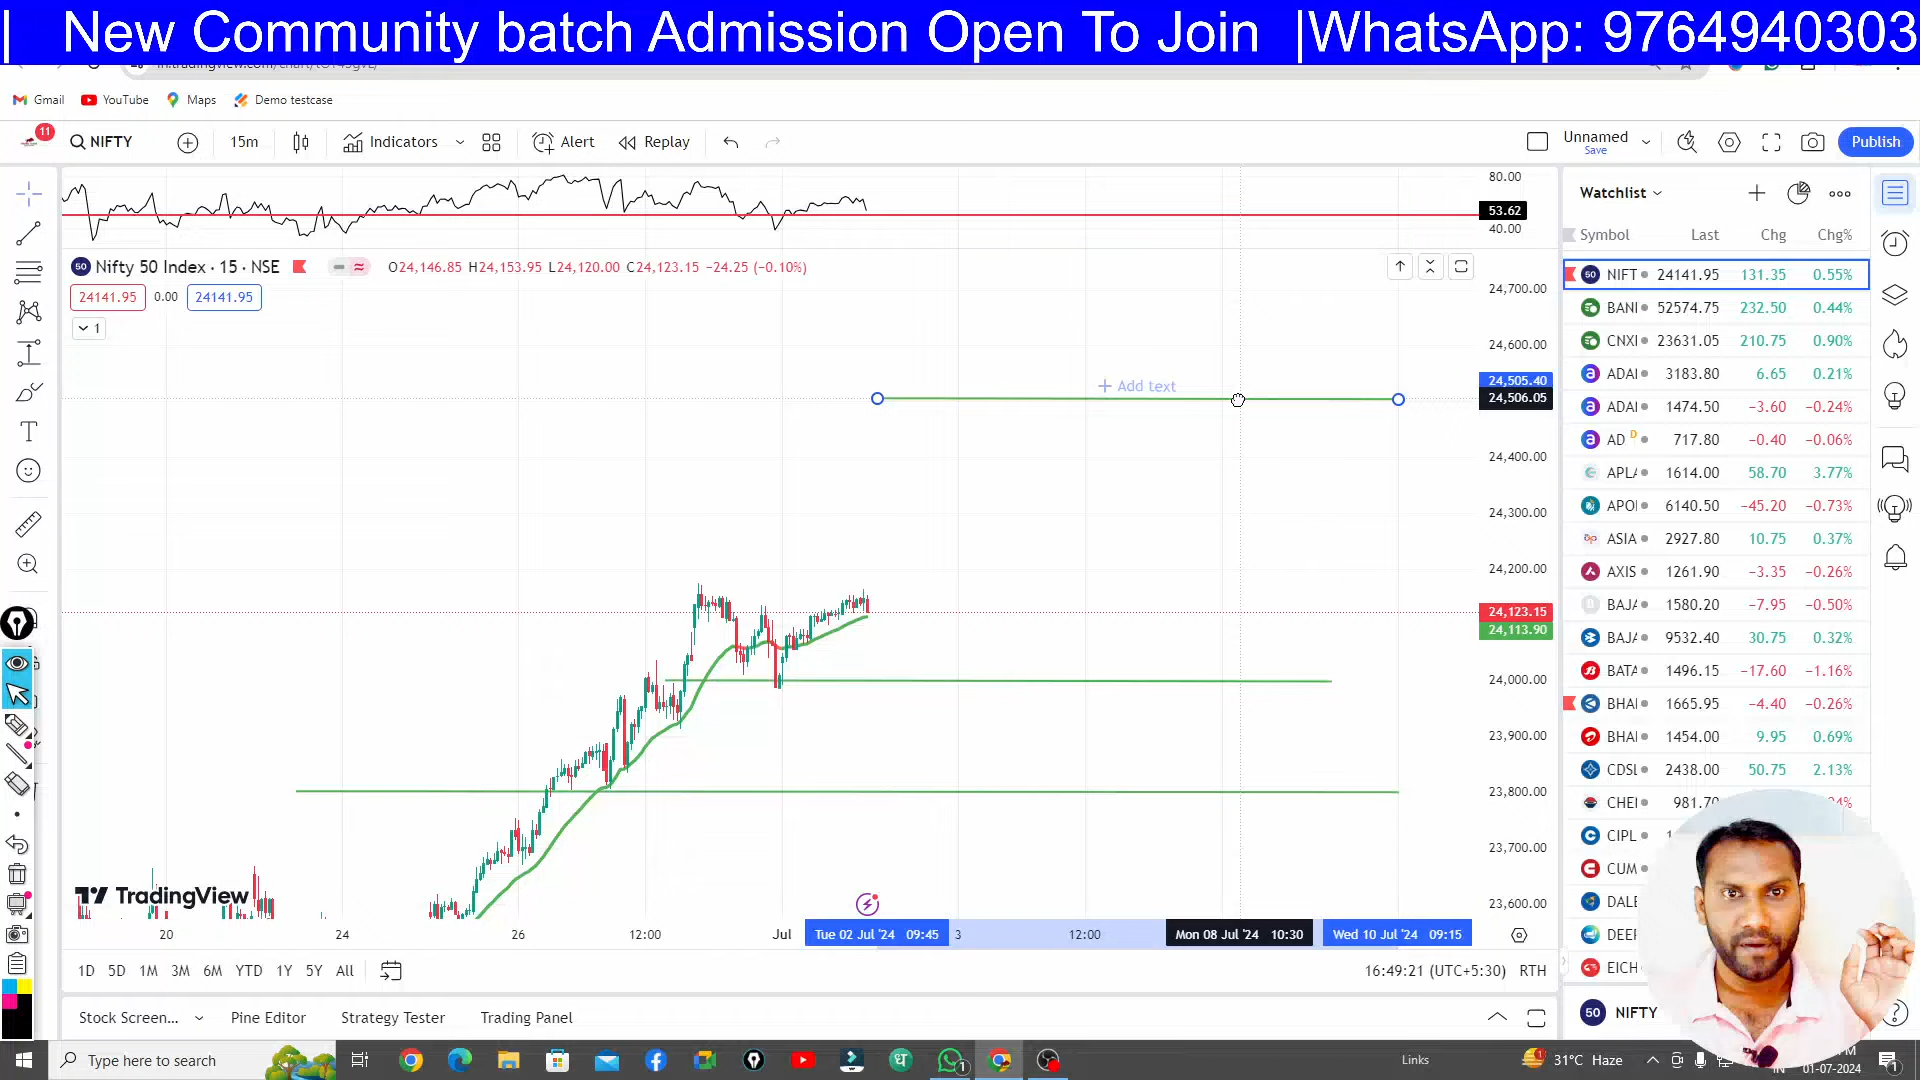 | New Community batch Admission Open To Join |WhatsApp: 9764940303
Gmail YouTube Maps Demo testcase
11 NIFTY 15m Indicators Alert Replay Unnamed Save Publish
80.00
53.62
40.00
Nifty 50 Index · 15 · NSE O24,146.85 H24,153.95 L24,120.00 C24,123.15 −24.25 (−0.10%)
24141.95 0.00 24141.95
1
24,700.00
24,600.00
Add text
24,505.40
24,506.05
24,400.00
24,300.00
24,200.00
24,123.15
24,113.90
24,000.00
23,900.00
23,800.00
23,700.00
23,600.00
TradingView
20 24 26 12:00 Jul Tue 02 Jul '24 09:45 3 12:00 Mon 08 Jul '24 10:30 Wed 10 Jul '24 09:15
1D 5D 1M 3M 6M YTD 1Y 5Y All 16:49:21 (UTC+5:30) RTH
Stock Screen... Pine Editor Strategy Tester Trading Panel
Watchlist
Symbol Last Chg Chg%
50 NIFT 24141.95 131.35 0.55%
BANI 52574.75 232.50 0.44%
CNXI 23631.05 210.75 0.90%
ADAI 3183.80 6.65 0.21%
ADAI 1474.50 −3.60 −0.24%
AD D 717.80 −0.40 −0.06%
APLA 1614.00 58.70 3.77%
APOI 6140.50 −45.20 −0.73%
ASIA 2927.80 10.75 0.37%
AXIS 1261.90 −3.35 −0.26%
BAJA 1580.20 −7.95 −0.50%
BAJA 9532.40 30.75 0.32%
BATA 1496.15 −17.60 −1.16%
BHAI 1665.95 −4.40 −0.26%
BHAI 1454.00 9.95 0.69%
CDSL 2438.00 50.75 2.13%
CHEI 981.70
CIPL
CUM
DALE
DEEF
EICH
50 NIFTY
Type here to search Links 31°C Haze 01-07-2024